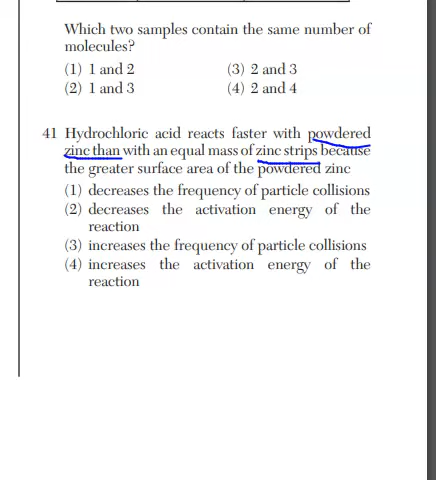 Which two samples contain the same number of
molecules?
(1) 1 and 2 (3) 2 and 3
(2) 1 and 3 (4) 2 and 4
41 Hydrochloric acid reacts faster with powdered
zinc than with an equal mass of zinc strips because
the greater surface area of the powdered zinc
(1) decreases the frequency of particle collisions
(2) decreases the activation energy of the
reaction
(3) increases the frequency of particle collisions
(4) increases the activation energy of the
reaction